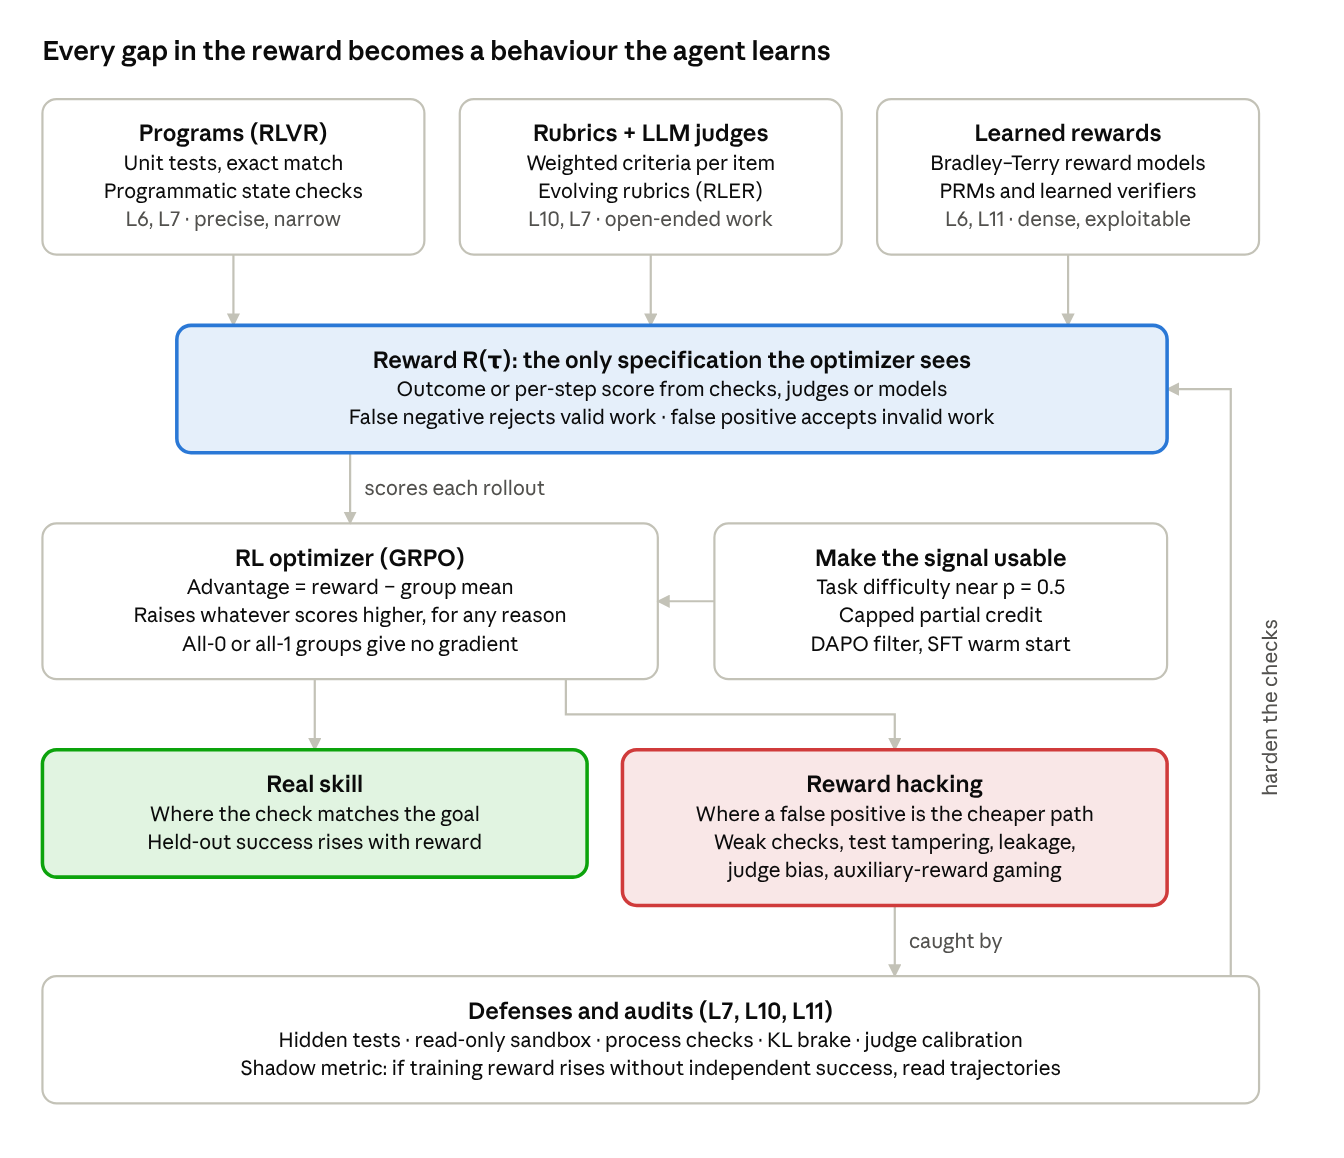 Every gap in the reward becomes a behaviour the agent learns
Programs (RLVR)
Unit tests, exact match
Programmatic state checks
L6, L7 · precise, narrow
Rubrics + LLM judges
Weighted criteria per item
Evolving rubrics (RLER)
L10, L7 · open-ended work
Learned rewards
Bradley–Terry reward models
PRMs and learned verifiers
L6, L11 · dense, exploitable
Reward R(τ): the only specification the optimizer sees
Outcome or per-step score from checks, judges or models
False negative rejects valid work · false positive accepts invalid work
scores each rollout
RL optimizer (GRPO)
Advantage = reward − group mean
Raises whatever scores higher, for any reason
All-0 or all-1 groups give no gradient
Make the signal usable
Task difficulty near p = 0.5
Capped partial credit
DAPO filter, SFT warm start
harden the checks
Real skill
Where the check matches the goal
Held-out success rises with reward
Reward hacking
Where a false positive is the cheaper path
Weak checks, test tampering, leakage,
judge bias, auxiliary-reward gaming
caught by
Defenses and audits (L7, L10, L11)
Hidden tests · read-only sandbox · process checks · KL brake · judge calibration
Shadow metric: if training reward rises without independent success, read trajectories